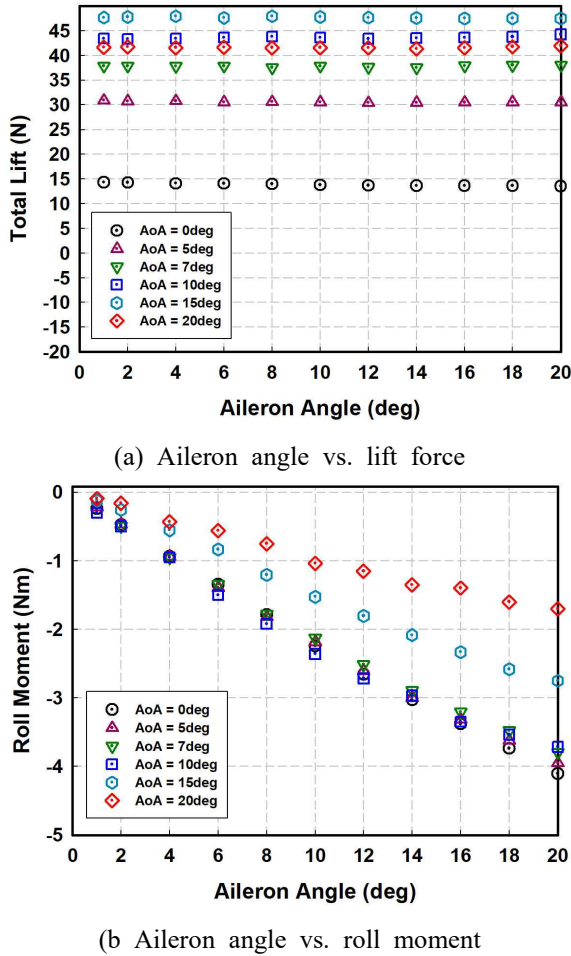 45
40
35
30
25
20
15
10
5
0
-5
-10
-15
-20
Total Lift (N)
AoA = 0deg
AoA = 5deg
AoA = 7deg
AoA = 10deg
AoA = 15deg
AoA = 20deg
0 2 4 6 8 10 12 14 16 18 20
Aileron Angle (deg)
(a) Aileron angle vs. lift force
0
-1
-2
-3
-4
-5
Roll Moment (Nm)
AoA = 0deg
AoA = 5deg
AoA = 7deg
AoA = 10deg
AoA = 15deg
AoA = 20deg
0 2 4 6 8 10 12 14 16 18 20
Aileron Angle (deg)
(b Aileron angle vs. roll moment